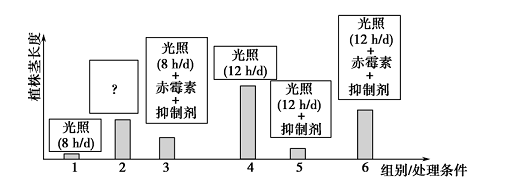 植株茎长度
光照
(8 h/d)
?
光照
(8 h/d)
+
赤霉素
+
抑制剂
光照
(12 h/d)
光照
(12 h/d)
+
抑制剂
光照
(12 h/d)
+
赤霉素
+
抑制剂
1 2 3 4 5 6 组别/处理条件